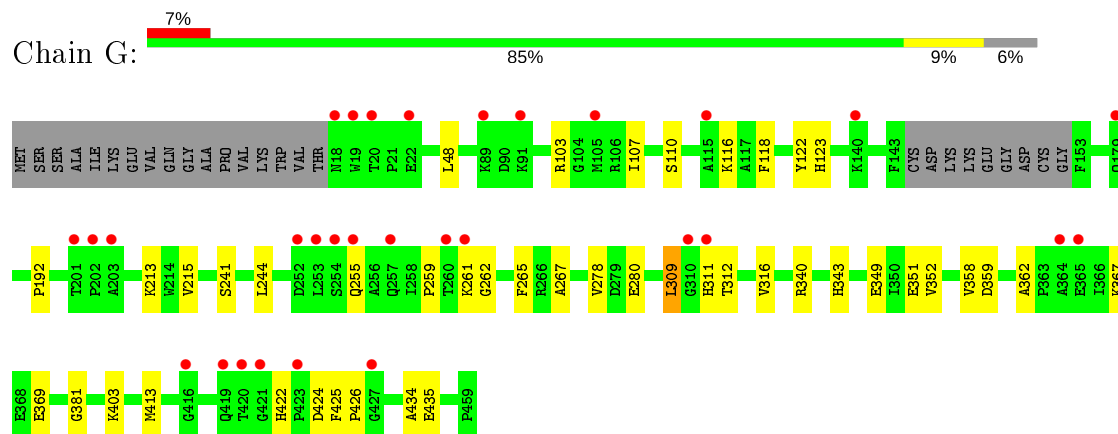 7%
Chain G:
85% 9% 6%
MET SER SER ALA ILE LYS GLU VAL GLN GLY ALA PRO VAL LYS TRP VAL THR N18 W19 T20 P21 E22 L48 K89 D90 K91 R103 G104 M105 R106 I107 S110 A115 K116 A117 F118 Y122 H123 K140 F143 CYS ASP LYS LYS GLU GLY ASP CYS GLY F153
P192 T201 P202 A203 K213 W214 V215 S241 L244 D252 L253 S254 Q255 A256 Q257 I258 P259 T260 K261 G262 F265 R266 A267 V278 D279 E280 L309 G310 H311 T312 V316 R340 H343 E349 I350 E351 V352 V358 D359 A362 P363 A364 E365 I366 K367
E368 E369 G381 K403 M413 G416 Q419 T420 G421 H422 P423 D424 F425 P426 G427 A434 E435 P459